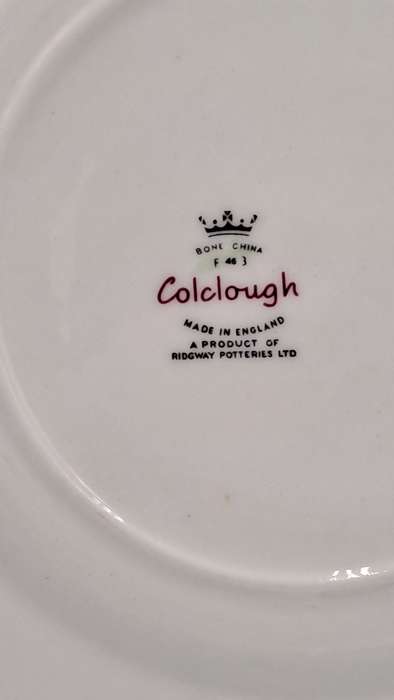 BONE CHINA
F 46 3
Colclough
MADE IN ENGLAND
A PRODUCT OF
RIDGWAY POTTERIES LTD